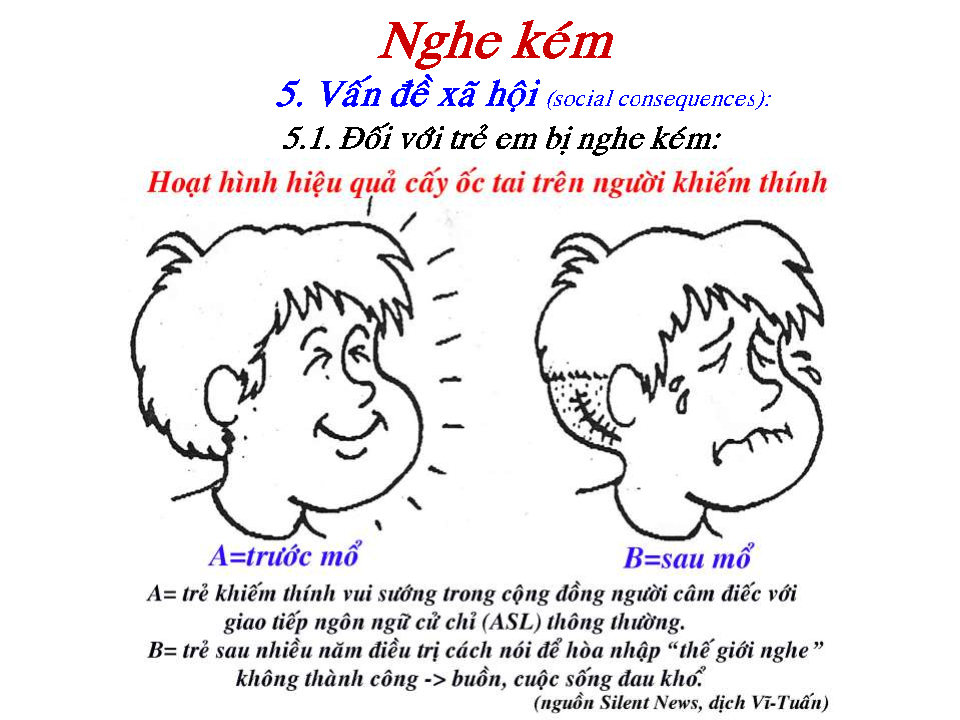 Nghe kém
5. Vấn đề xã hội (social consequences):
5.1. Đối với trẻ em bị nghe kém:
Hoạt hình hiệu quả cấy ốc tai trên người khiếm thính
A=trước mổ
B=sau mổ
A= trẻ khiếm thính vui sướng trong cộng đồng người câm điếc với
giao tiếp ngôn ngữ cử chỉ (ASL) thông thường.
B= trẻ sau nhiều năm điều trị cách nói để hòa nhập “thế giới nghe”
không thành công -> buồn, cuộc sống đau khổ.
(nguồn Silent News, dịch Vĩ-Tuấn)